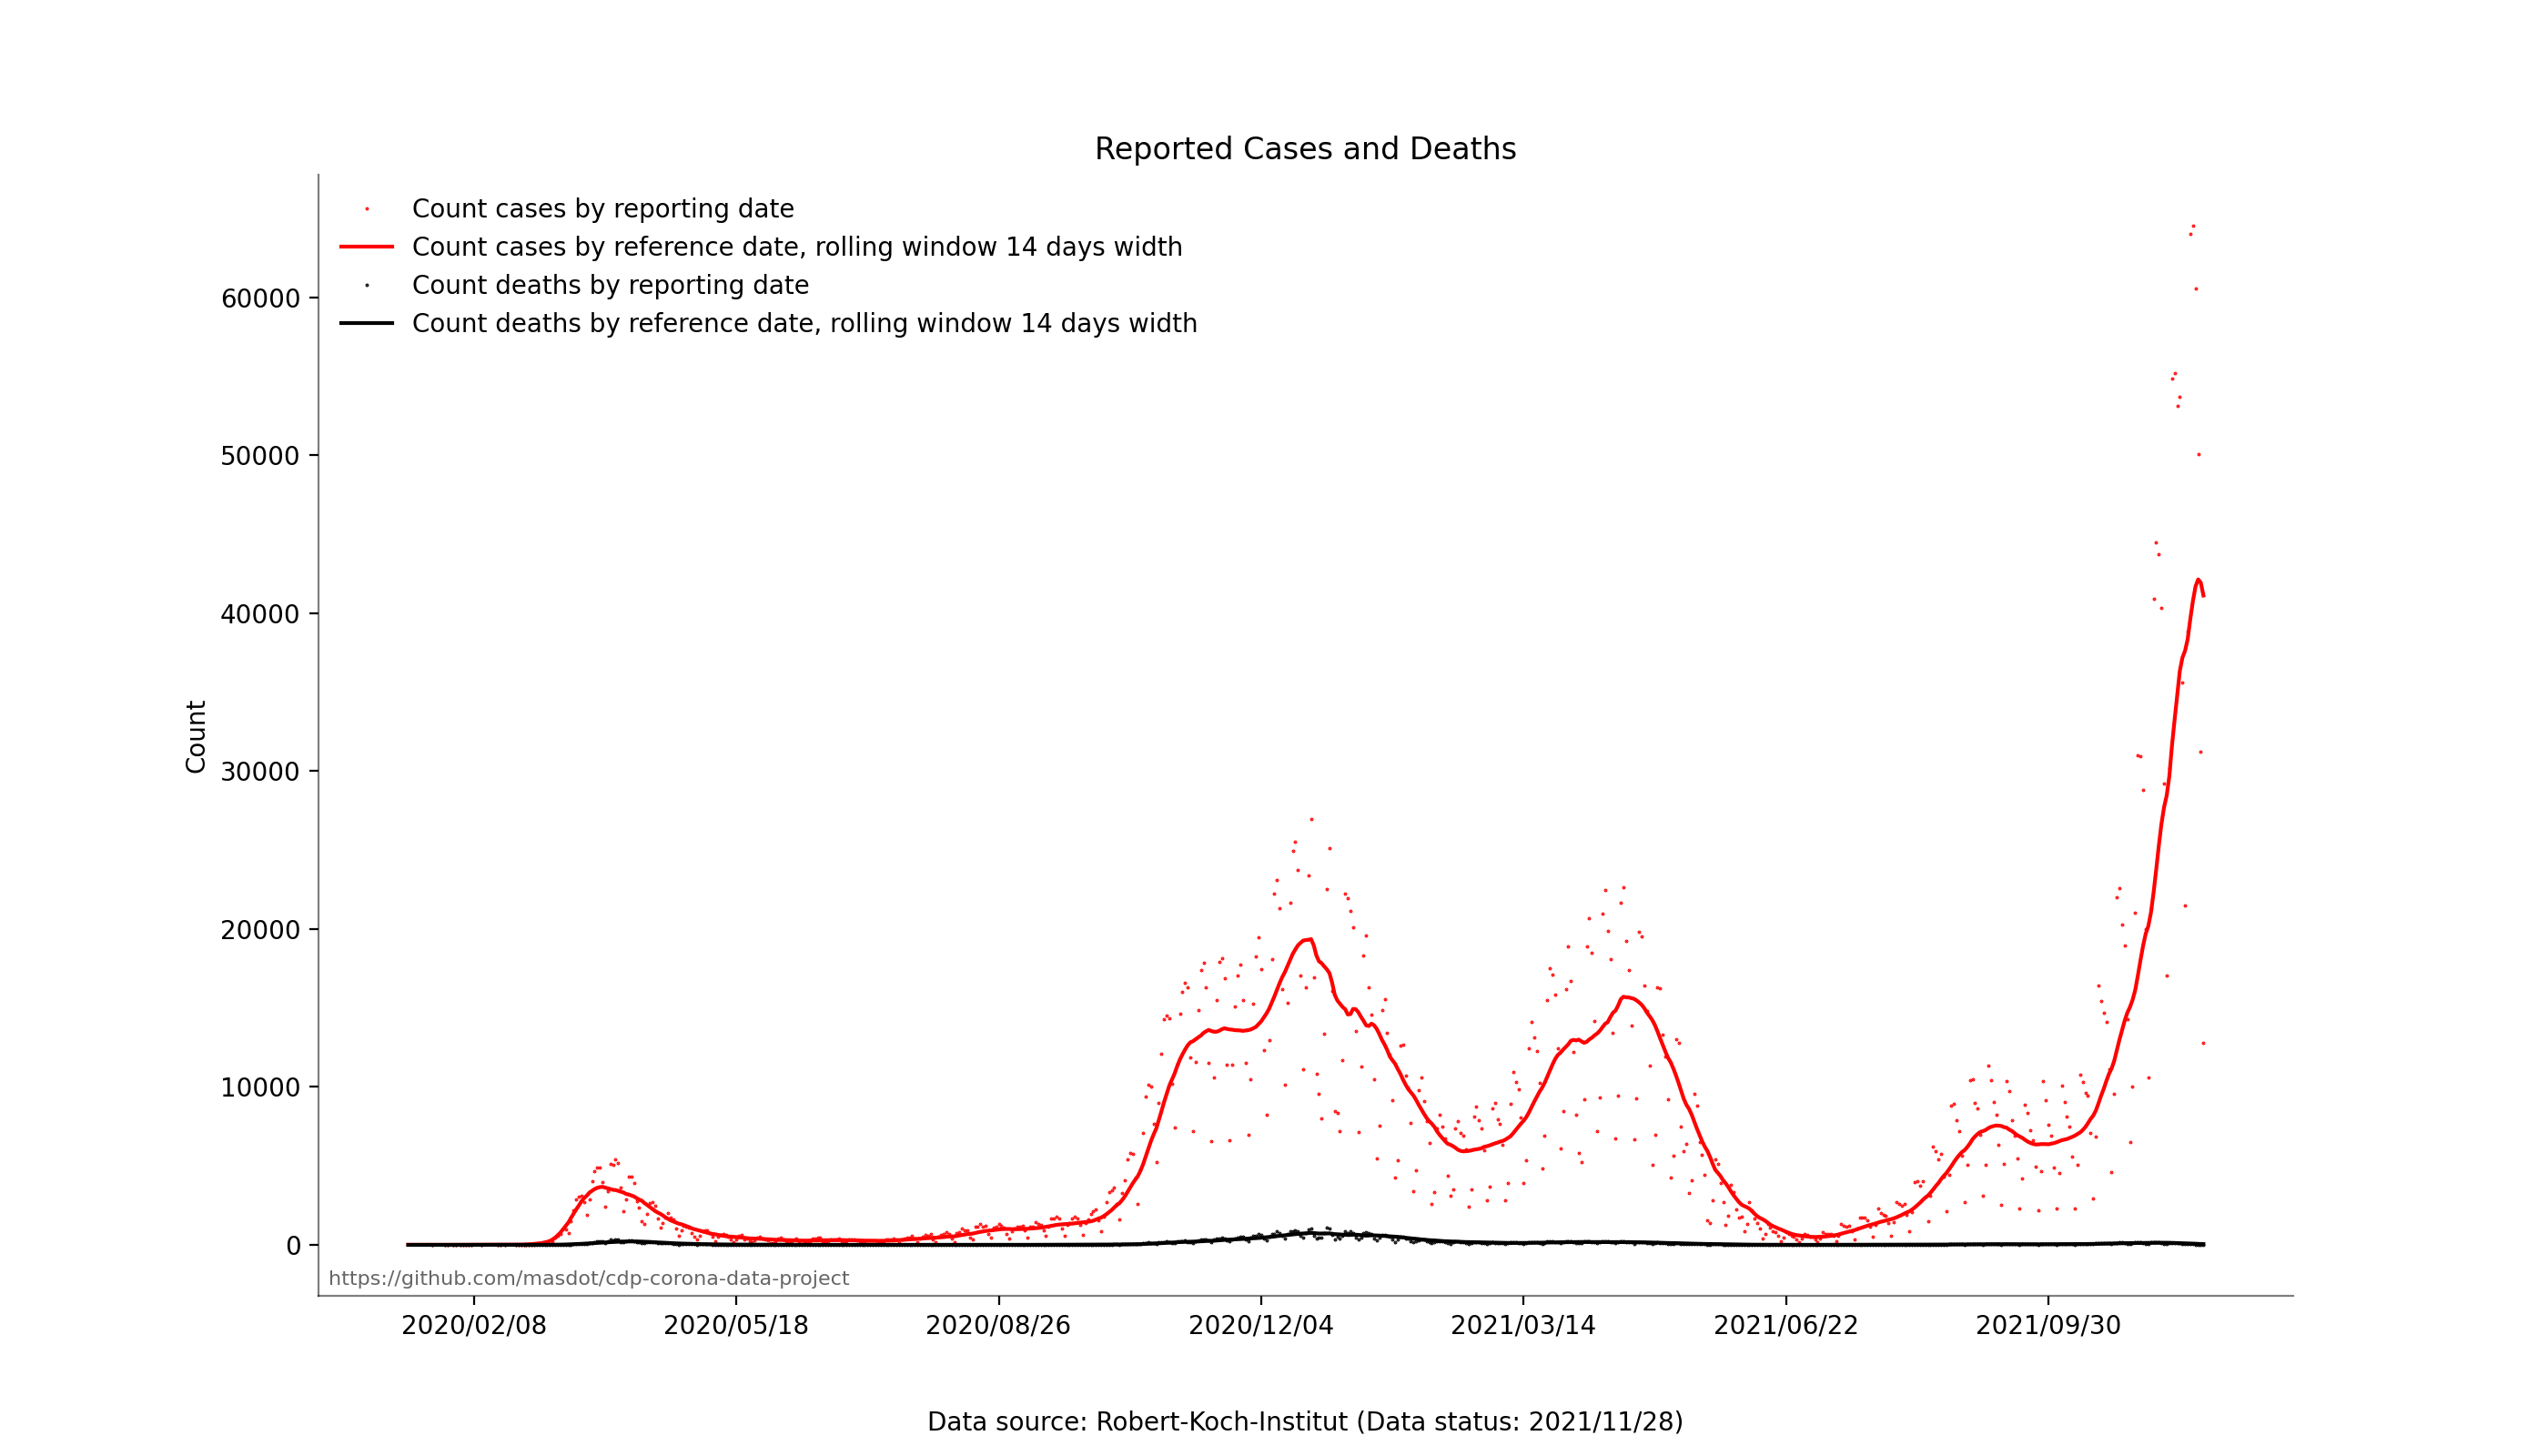 Reported Cases and Deaths
Count cases by reporting date
Count cases by reference date, rolling window 14 days width
Count deaths by reporting date
Count deaths by reference date, rolling window 14 days width
60000
50000
40000
30000
20000
10000
0
Count
https://github.com/masdot/cdp-corona-data-project
2020/02/08 2020/05/18 2020/08/26 2020/12/04 2021/03/14 2021/06/22 2021/09/30
Data source: Robert-Koch-Institut (Data status: 2021/11/28)